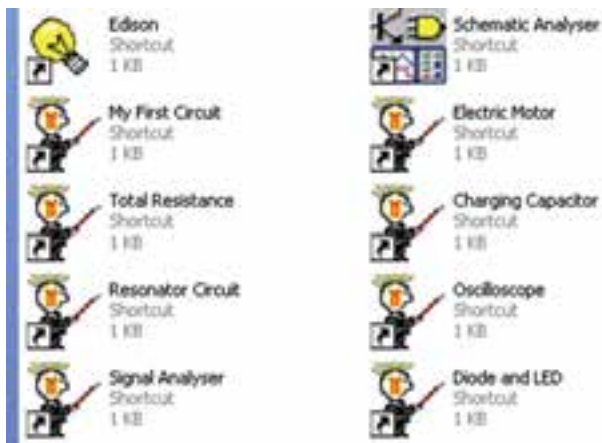 Edison
Shortcut
1 KB
Schematic Analyser
Shortcut
1 KB
My First Circuit
Shortcut
1 KB
Electric Motor
Shortcut
1 KB
Total Resistance
Shortcut
1 KB
Charging Capacitor
Shortcut
1 KB
Resonator Circuit
Shortcut
1 KB
Oscilloscope
Shortcut
1 KB
Signal Analyser
Shortcut
1 KB
Diode and LED
Shortcut
1 KB